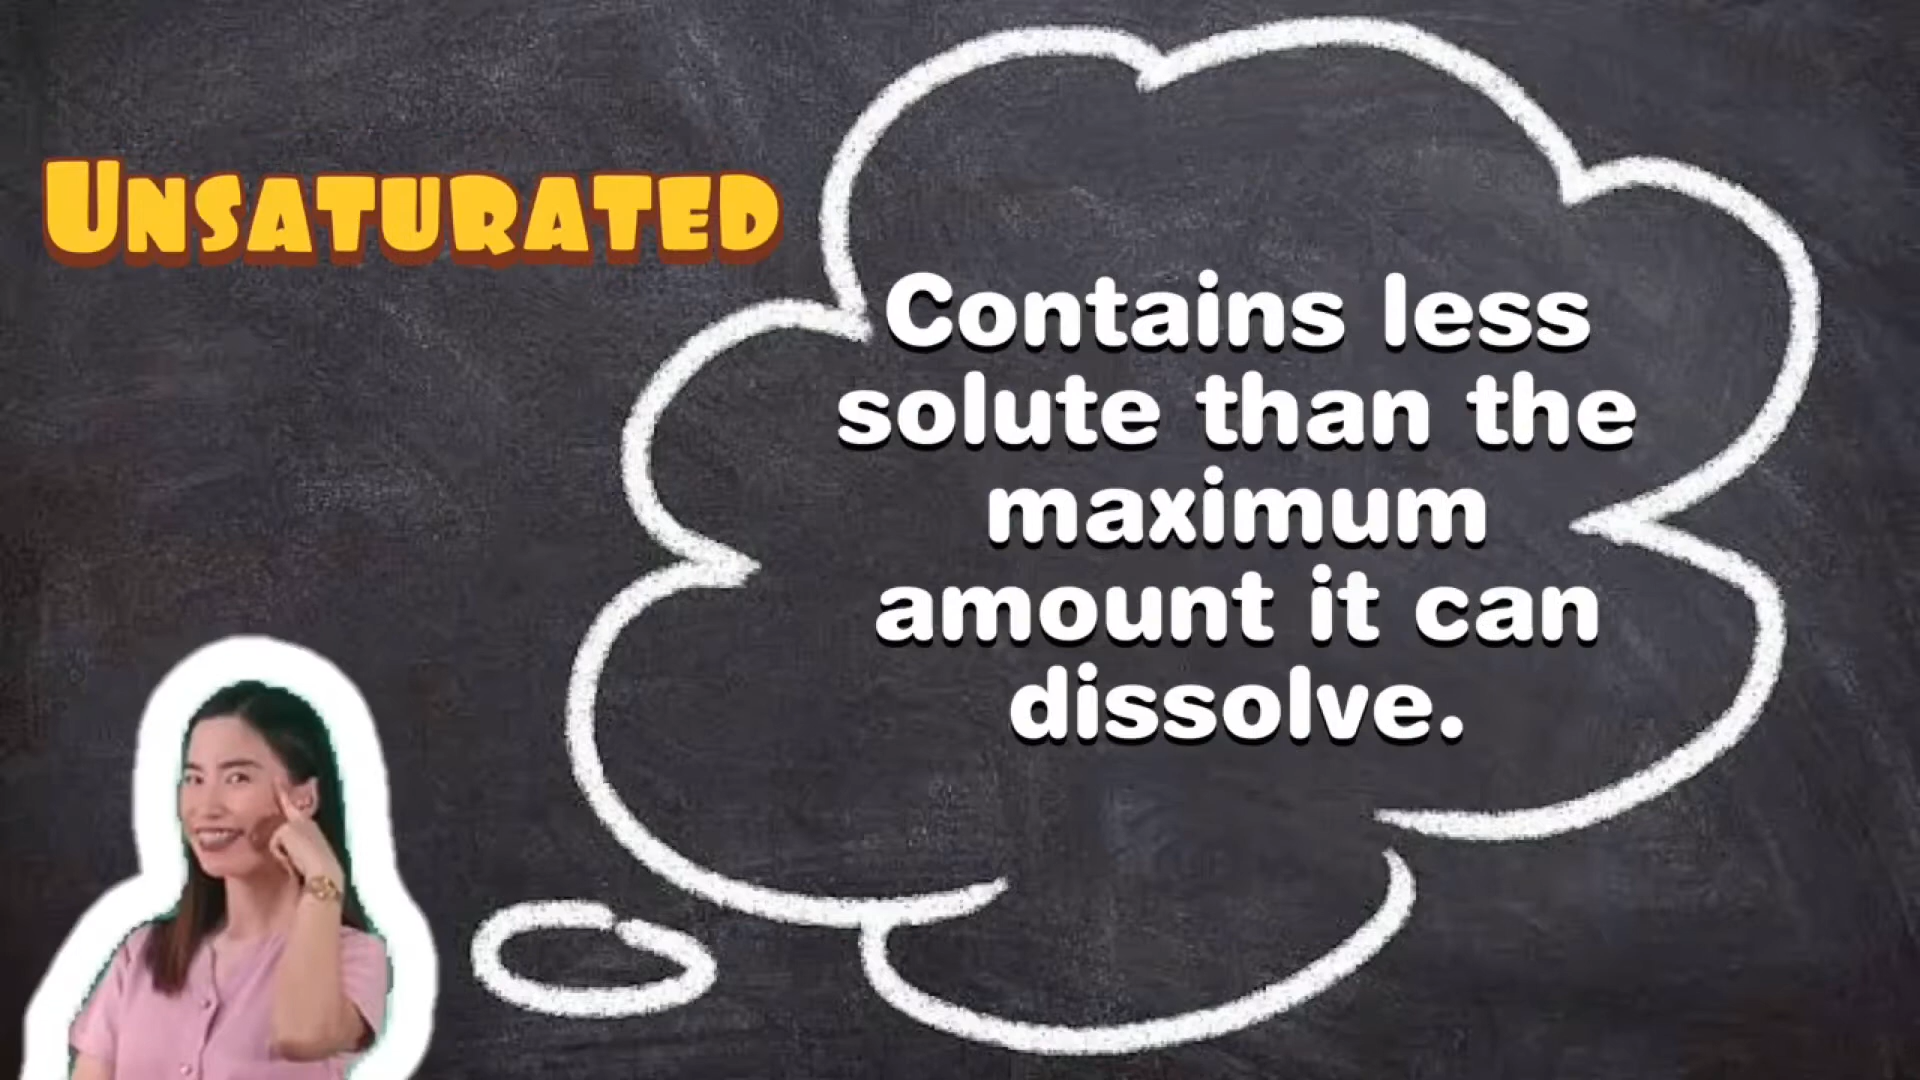 UNSATURATED
Contains less
solute than the
maximum
amount it can
dissolve.